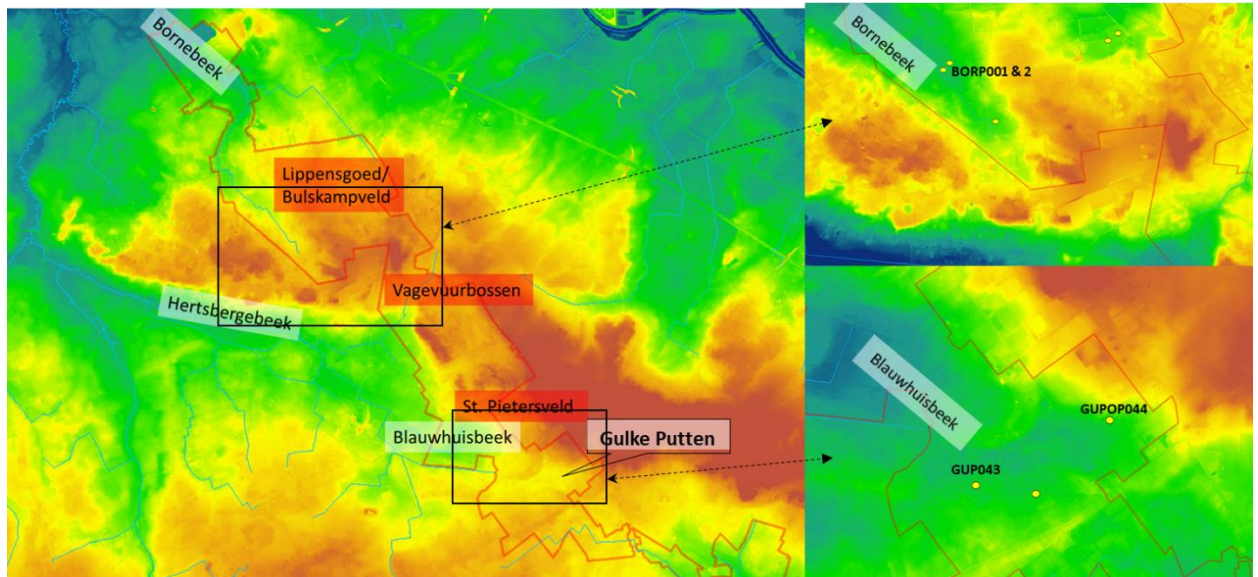 Bornebeek
Lippensgoed/
Bulskampveld
Vagevuurbossen
Hertsbergebeek
St. Pietersveld
Blauwhuisbeek
Gulke Putten
Bornebeek
BORP001 & 2
Blauwhuisbeek
GUPOP044
GUP043